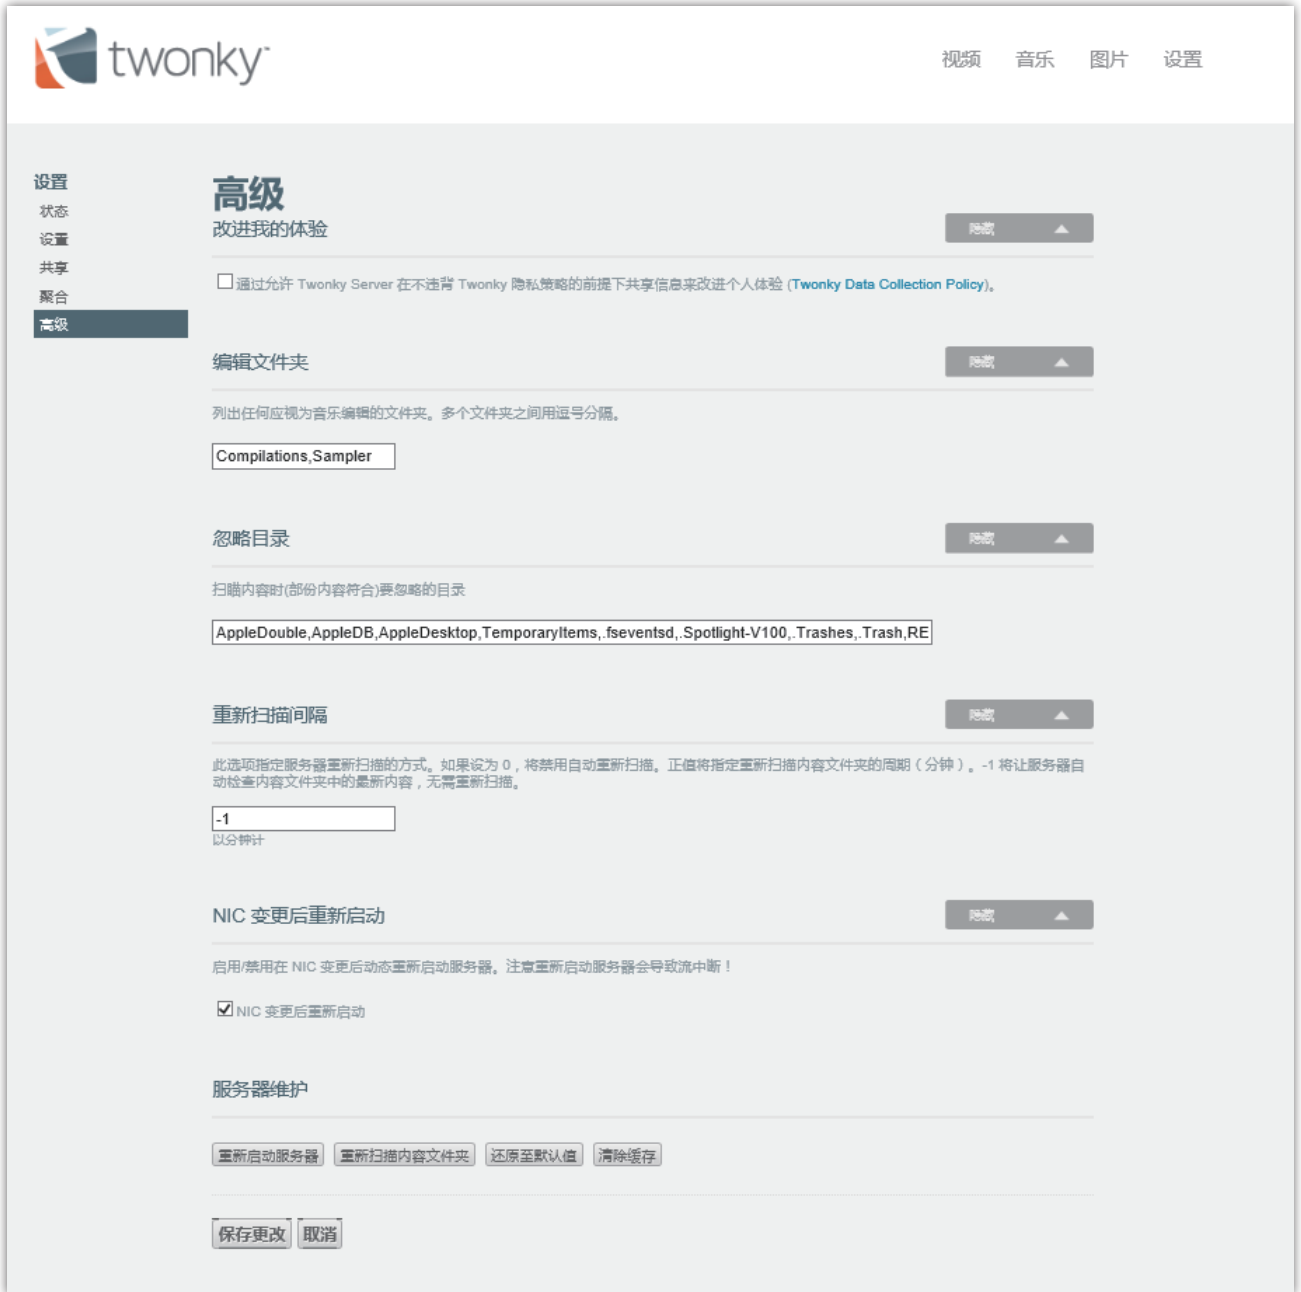 twonky™
视频 音乐 图片 设置
设置
状态
设置
共享
聚合
高级
高级
改进我的体验
隐藏
通过允许 Twonky Server 在不违背 Twonky 隐私策略的前提下共享信息来改进个人体验 (Twonky Data Collection Policy)。
编辑文件夹
隐藏
列出任何应视为音乐编辑的文件夹。多个文件夹之间用逗号分隔。
Compilations,Sampler
忽略目录
隐藏
扫瞄内容时(部份内容符合)要忽略的目录
AppleDouble,AppleDB,AppleDesktop,TemporaryItems,.fseventsd,.Spotlight-V100,.Trashes,.Trash,RE
重新扫描间隔
隐藏
此选项指定服务器重新扫描的方式。如果设为 0，将禁用自动重新扫描。正值将指定重新扫描内容文件夹的周期（分钟）。-1 将让服务器自
动检查内容文件夹中的最新内容，无需重新扫描。
-1
以分钟计
NIC 变更后重新启动
隐藏
启用/禁用在 NIC 变更后动态重新启动服务器。注意重新启动服务器会导致流中断！
NIC 变更后重新启动
服务器维护
重新启动服务器 重新扫描内容文件夹 还原至默认值 清除缓存
保存更改 取消